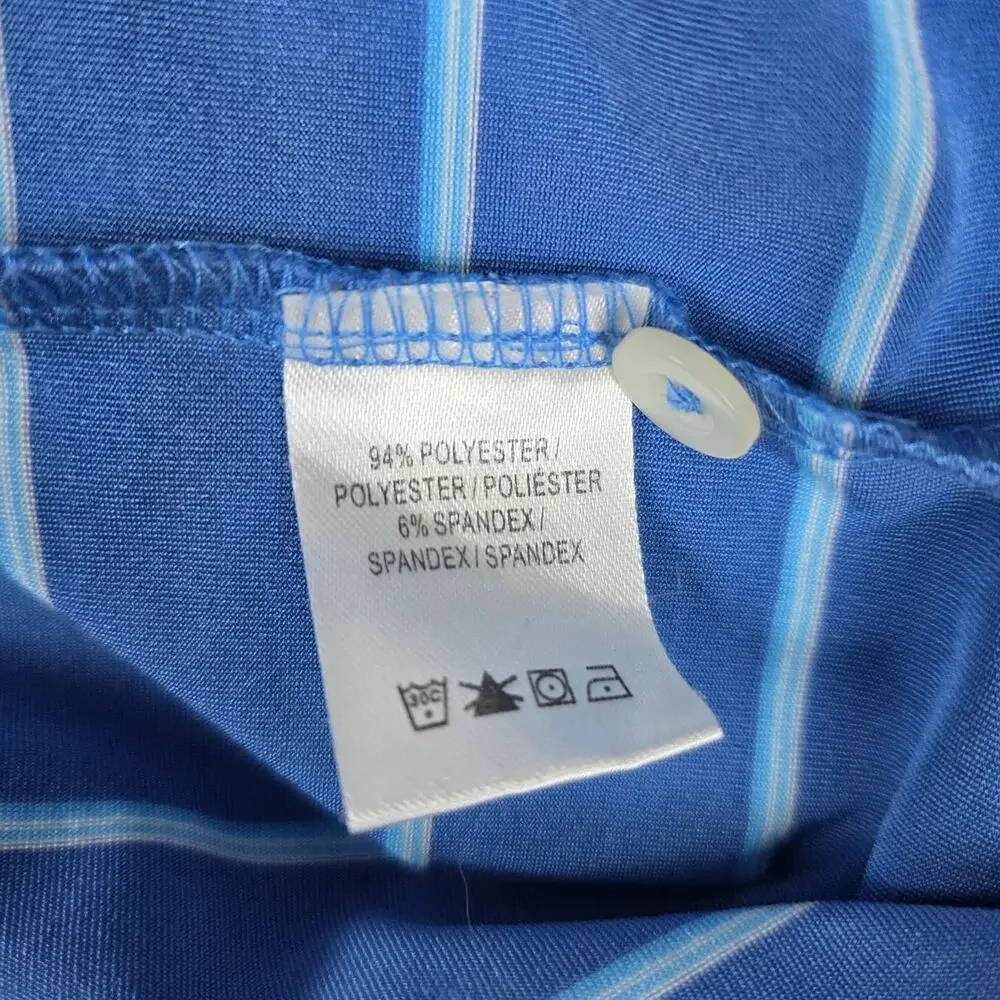 94% POLYESTER /
POLYESTER / POLIÉSTER
6% SPANDEX /
SPANDEX / SPANDEX
30C